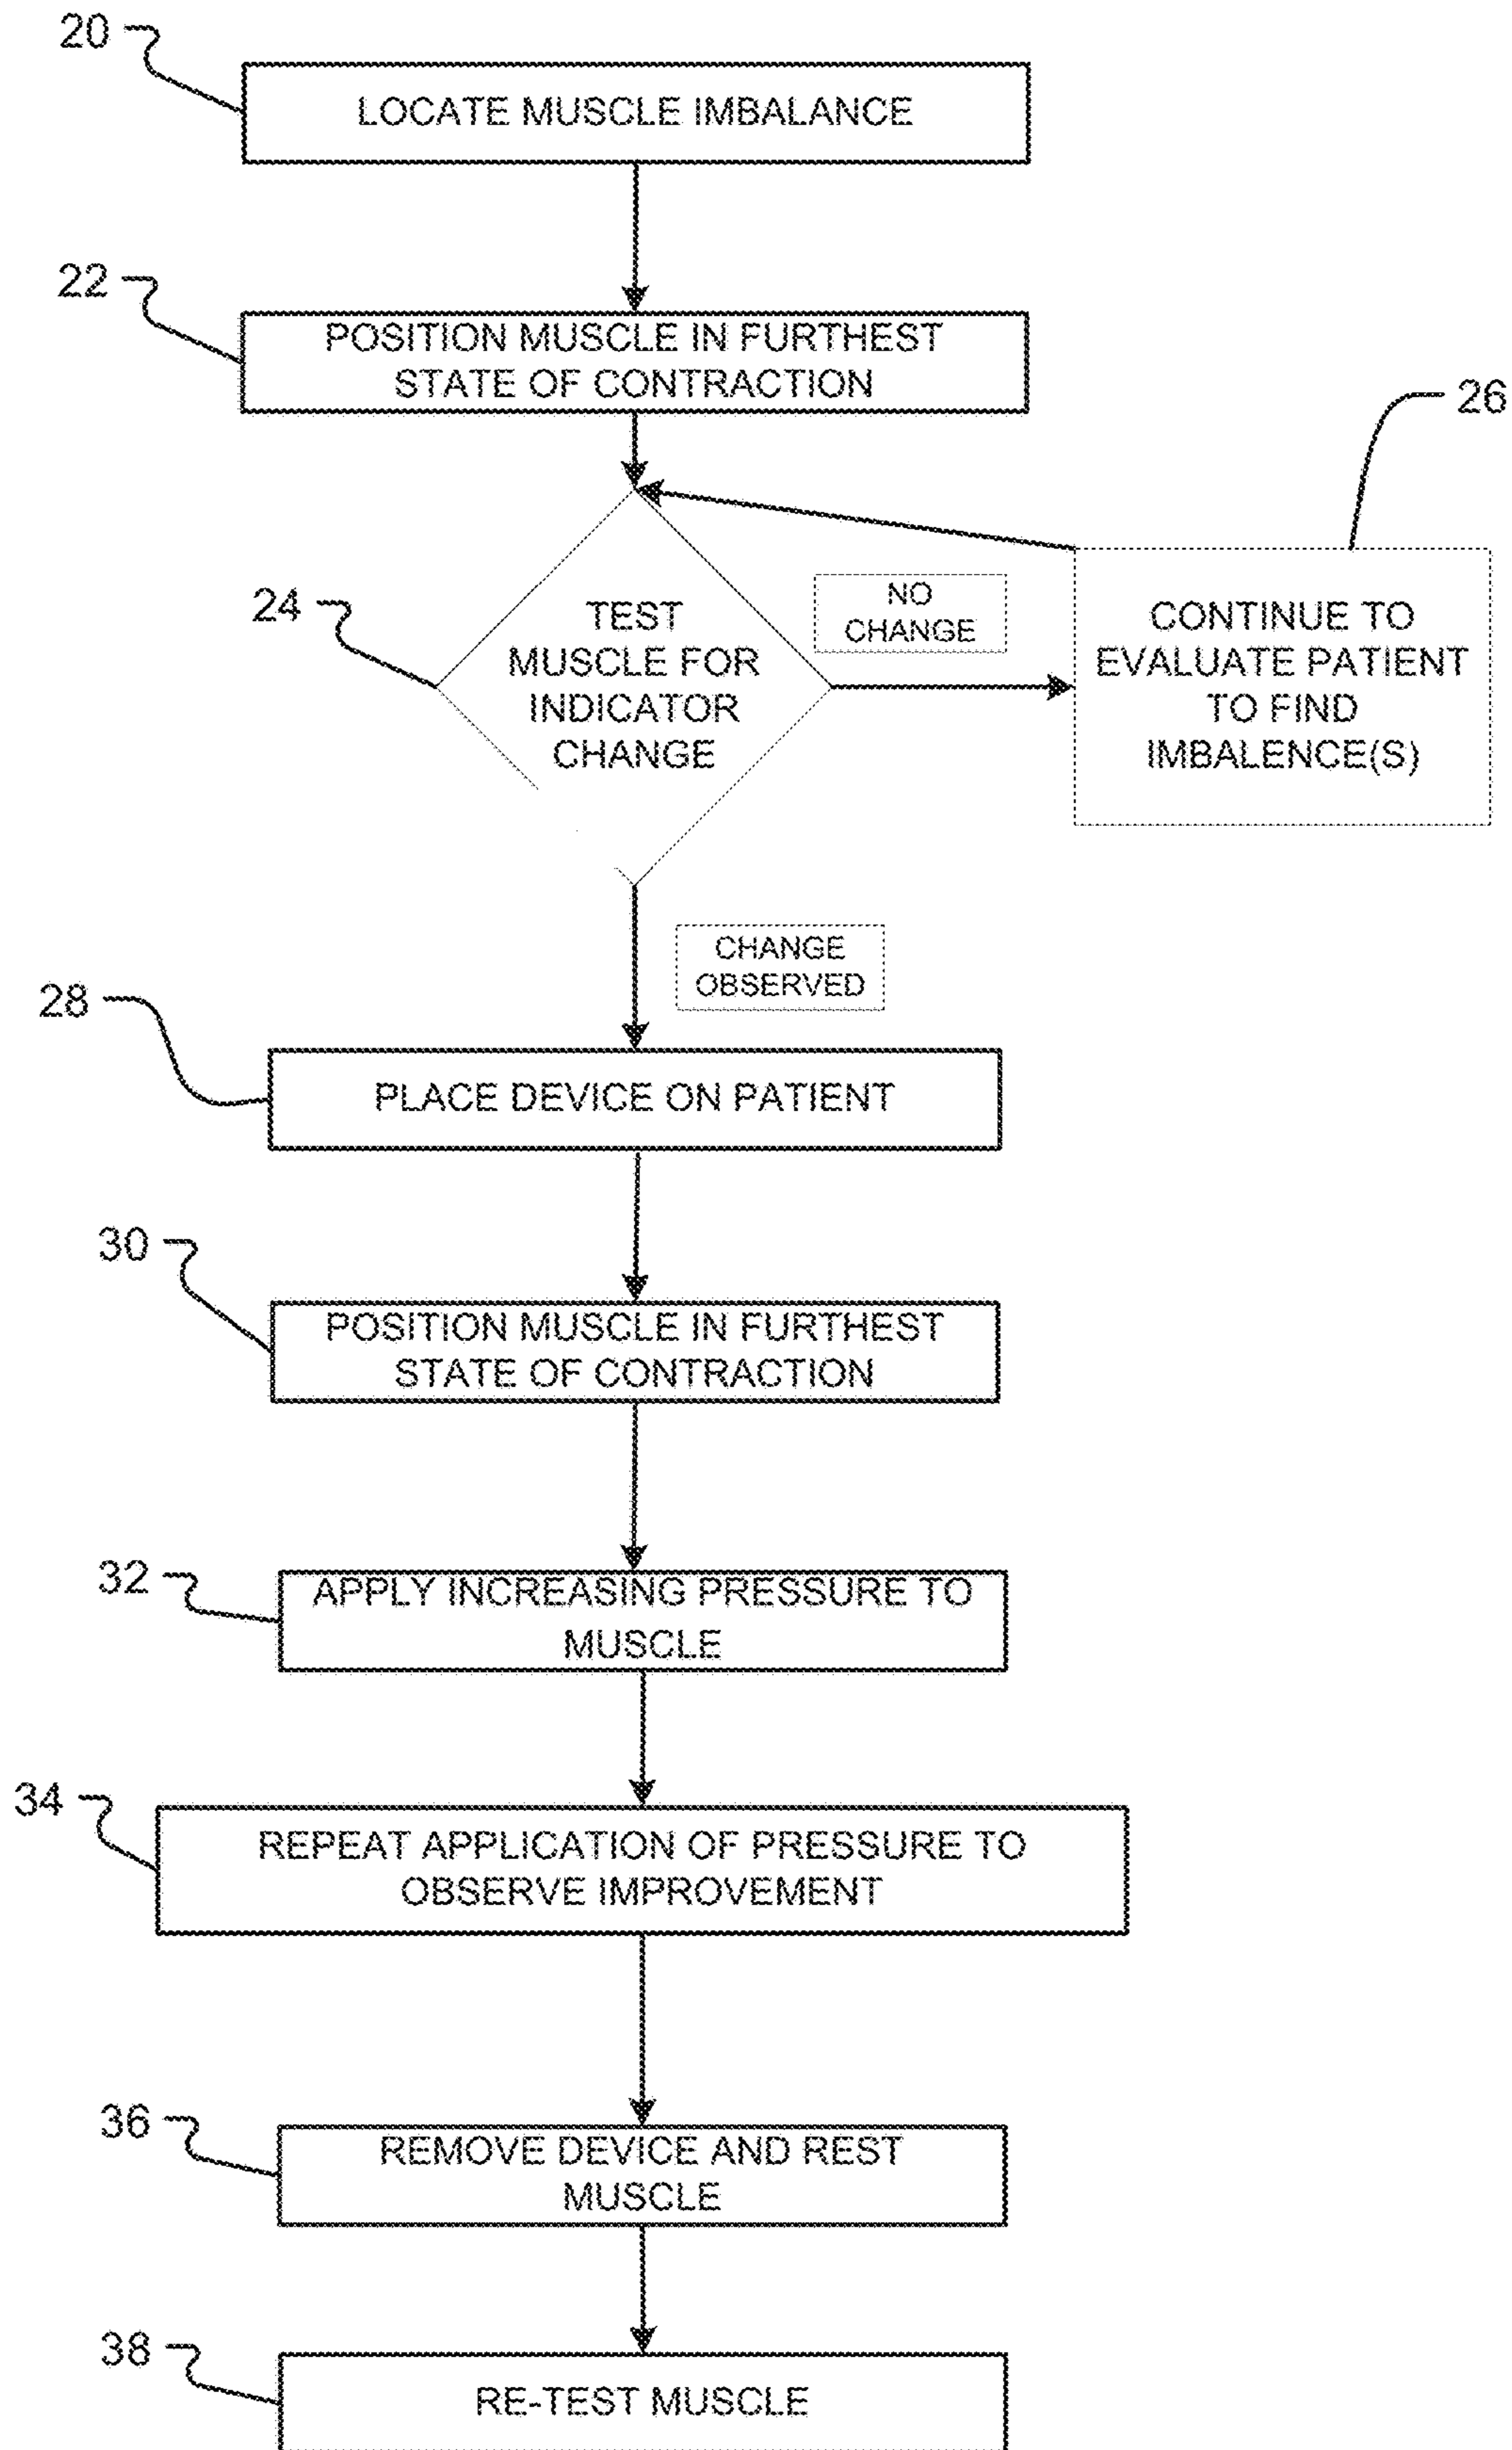 20
LOCATE MUSCLE IMBALANCE
22
POSITION MUSCLE IN FURTHEST
STATE OF CONTRACTION
26
24
TEST
MUSCLE FOR
INDICATOR
CHANGE
NO
CHANGE
CONTINUE TO
EVALUATE PATIENT
TO FIND
IMBALENCE(S)
CHANGE
OBSERVED
28
PLACE DEVICE ON PATIENT
30
POSITION MUSCLE IN FURTHEST
STATE OF CONTRACTION
32
APPLY INCREASING PRESSURE TO
MUSCLE
34
REPEAT APPLICATION OF PRESSURE TO
OBSERVE IMPROVEMENT
36
REMOVE DEVICE AND REST
MUSCLE
38
RE-TEST MUSCLE